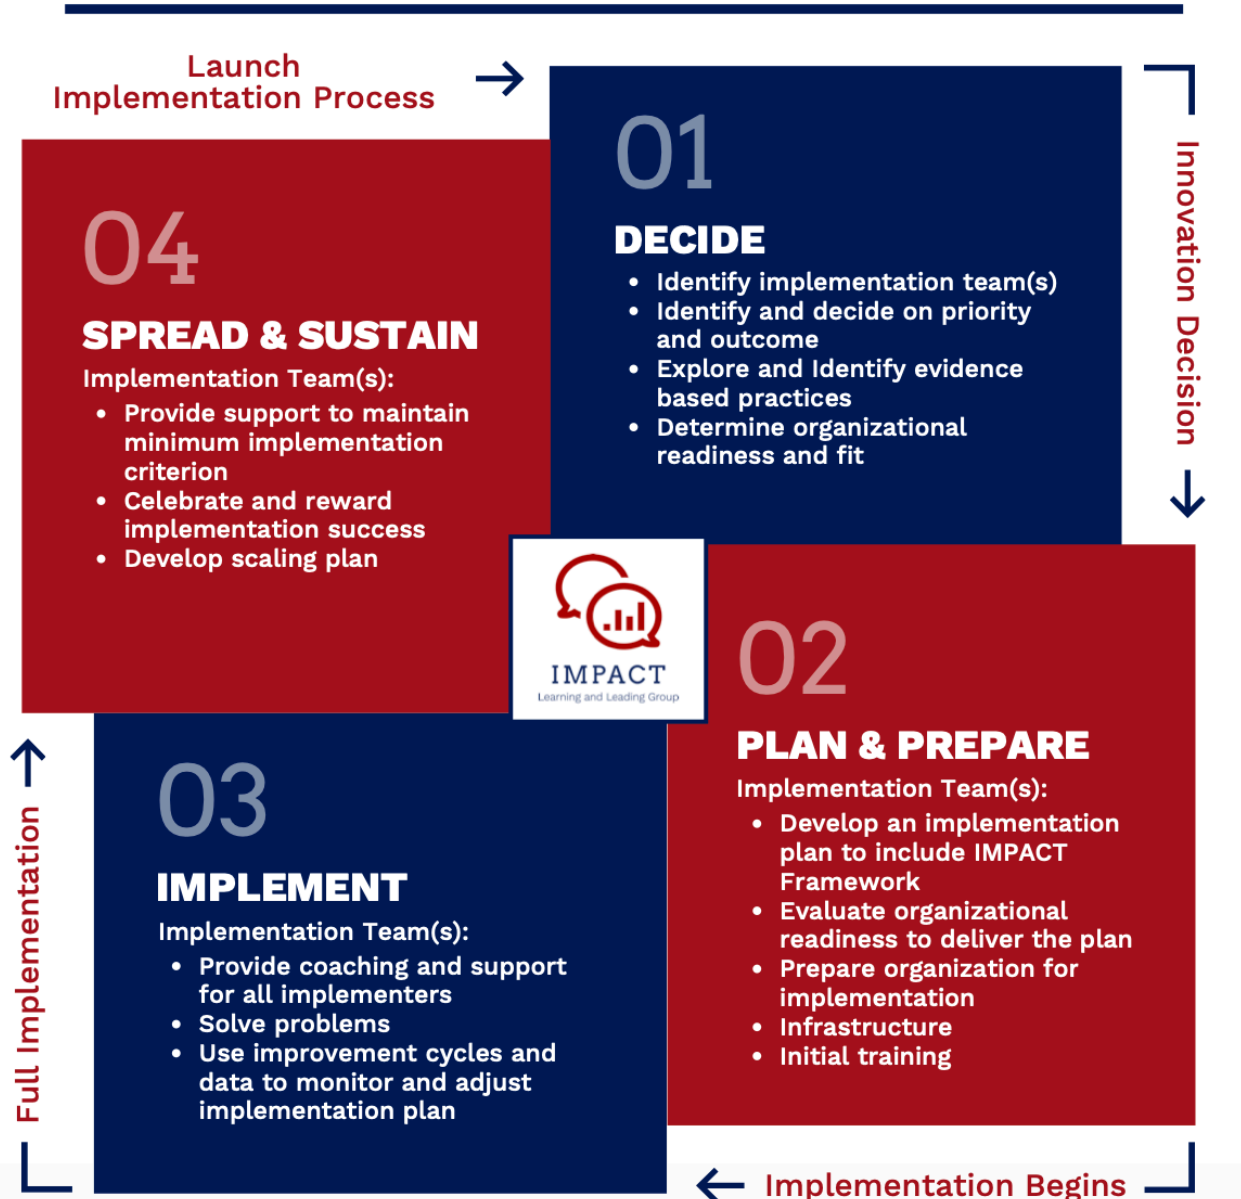 Launch
Implementation Process
01
DECIDE
• Identify implementation team(s)
• Identify and decide on priority
and outcome
• Explore and Identify evidence
based practices
• Determine organizational
readiness and fit
Innovation Decision
02
PLAN & PREPARE
Implementation Team(s):
• Develop an implementation
plan to include IMPACT
Framework
• Evaluate organizational
readiness to deliver the plan
• Prepare organization for
implementation
• Infrastructure
• Initial training
Implementation Begins
03
IMPLEMENT
Implementation Team(s):
• Provide coaching and support
for all implementers
• Solve problems
• Use improvement cycles and
data to monitor and adjust
implementation plan
Full Implementation
04
SPREAD & SUSTAIN
Implementation Team(s):
• Provide support to maintain
minimum implementation
criterion
• Celebrate and reward
implementation success
• Develop scaling plan
IMPACT
Learning and Leading Group